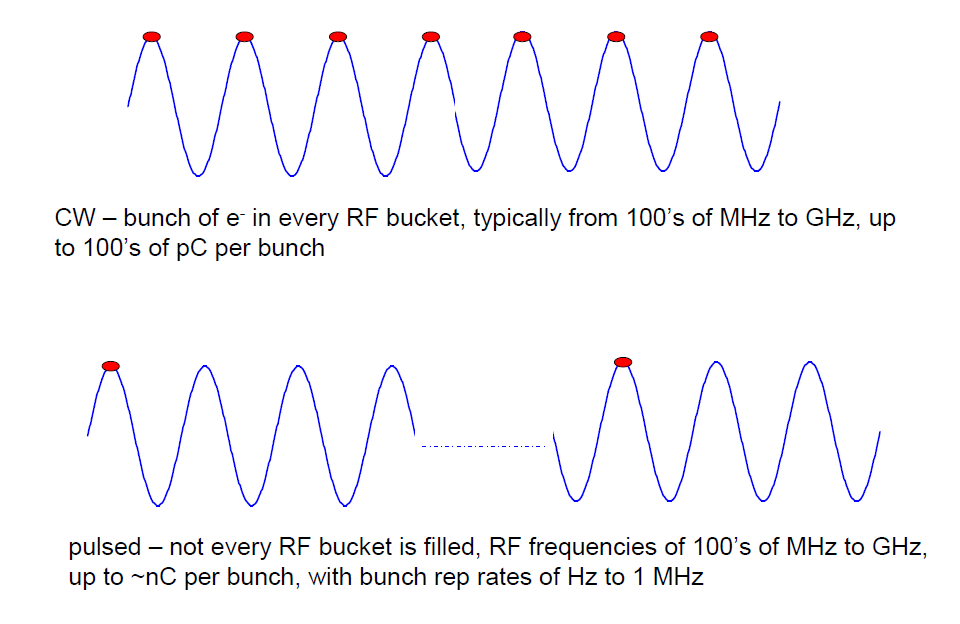 CW – bunch of e- in every RF bucket, typically from 100’s of MHz to GHz, up
to 100’s of pC per bunch
pulsed – not every RF bucket is filled, RF frequencies of 100’s of MHz to GHz,
up to ~nC per bunch, with bunch rep rates of Hz to 1 MHz